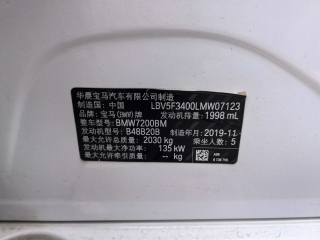 华晨宝马汽车有限公司制造
制造国：中国 LBV5F3400LMW07123
品牌：宝马(BMW)牌 发动机排量：1998 mL
整车型号：BMW7200BM
发动机型号：B48B20B 制造年月：2019-11
最大允许总质量：2030 kg 乘坐人数：5
发动机最大净功率：135 kW
最大允许牵引质量：-- kg